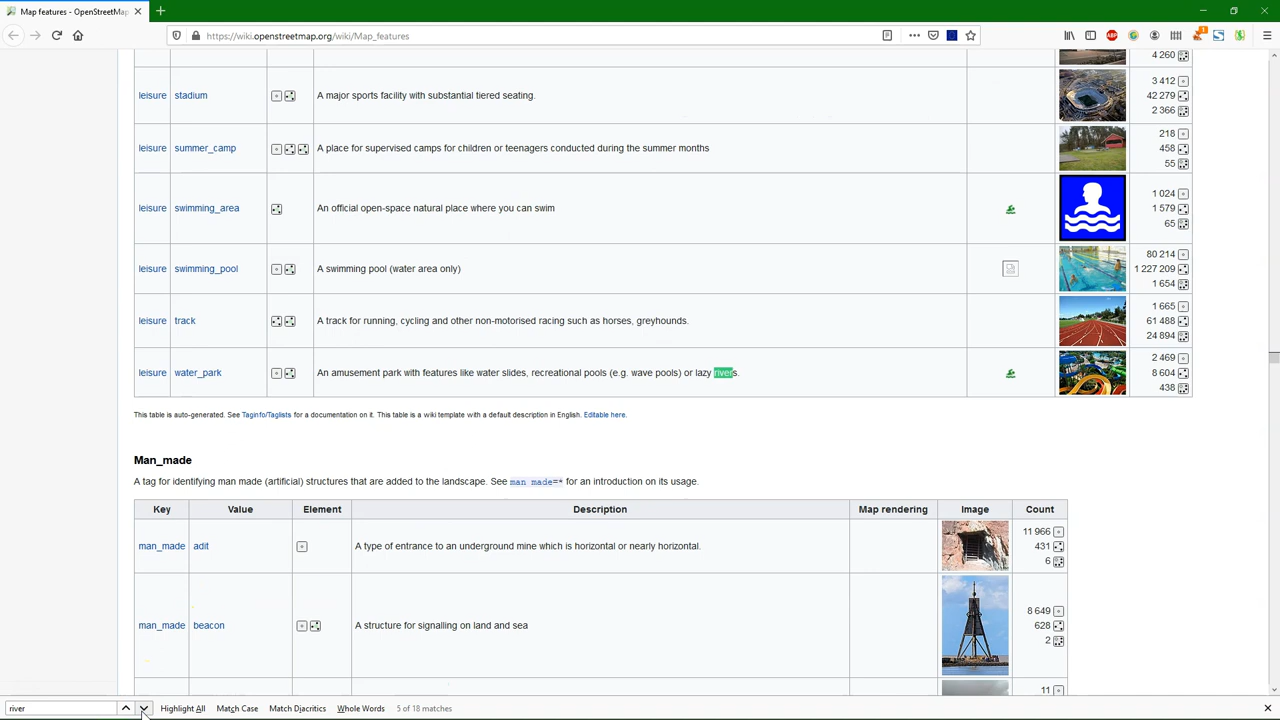 Map features - OpenStreetMap
https://wiki.openstreetmap.org/wiki/Map_features
4 260
leisure stadium A major sports facility with substantial tiered seating. 3 412
42 279
2 366
leisure summer_camp A place for supervised camps for children or teenagers conducted during the summer months 218
458
55
leisure swimming_area An officially designated place where you can swim 1 024
1 579
65
leisure swimming_pool A swimming pool (water area only) 80 214
1 227 209
1 654
leisure track A track for running, cycling and other non-motorised racing such as horses, greyhounds. 1 665
61 488
24 894
leisure water_park An amusement park with features like water slides, recreational pools (e.g. wave pools) or lazy rivers. 2 469
8 604
438
This table is auto-generated. See Taginfo/Taglists for a documentation on it. This table is a wiki template with a default description in English. Editable here.
Man_made
A tag for identifying man made (artificial) structures that are added to the landscape. See man_made=* for an introduction on its usage.
Key Value Element Description Map rendering Image Count
man_made adit A type of entrance to an underground mine which is horizontal or nearly horizontal. 11 966
431
6
man_made beacon A structure for signalling on land and sea 8 649
628
2
11
river Highlight All Match Case Match Diacritics Whole Words 5 of 18 matches